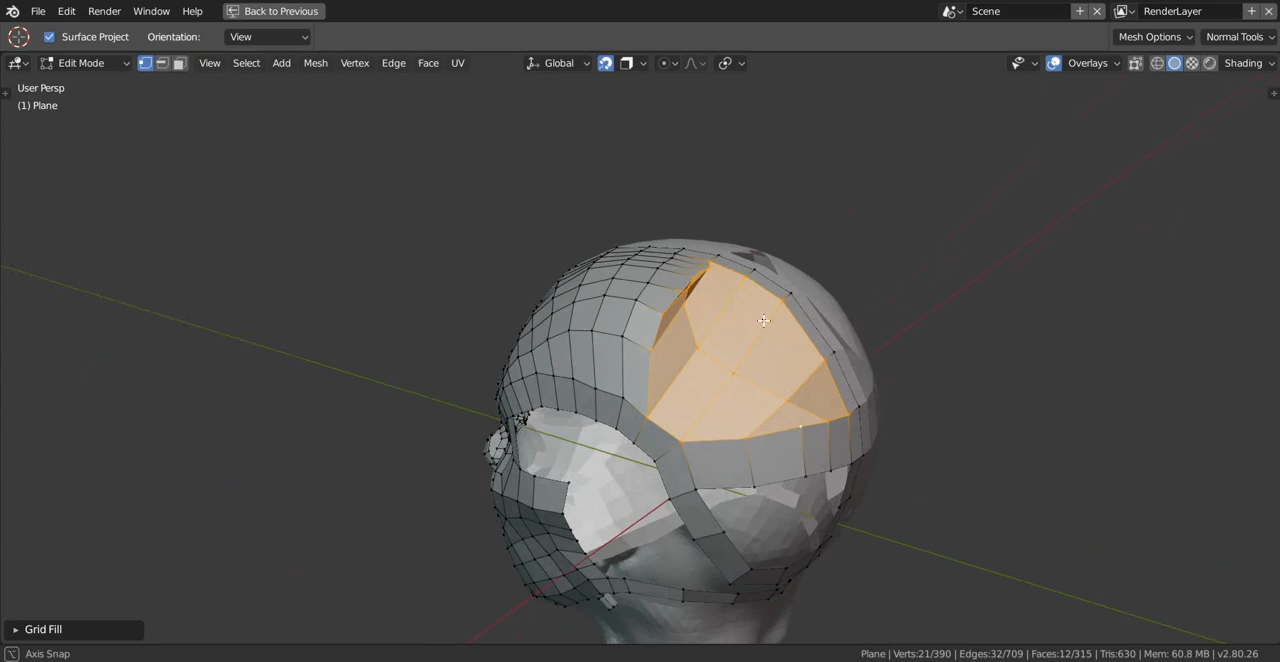 File Edit Render Window Help Back to Previous Scene RenderLayer
Surface Project Orientation: View Mesh Options Normal Tools
Edit Mode View Select Add Mesh Vertex Edge Face UV Global Overlays Shading
User Persp
(1) Plane
Grid Fill
Axis Snap Plane | Verts:21/390 | Edges:32/709 | Faces:12/315 | Tris:630 | Mem: 60.8 MB | v2.80.26